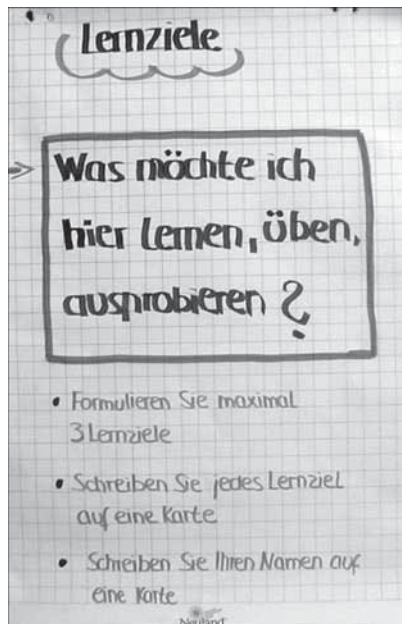 Lernziele
Was möchte ich
hier lernen, üben,
ausprobieren?
• Formulieren Sie maximal
3 Lernziele
• Schreiben Sie jedes Lernziel
auf eine Karte
• Schreiben Sie Ihren Namen auf
eine Karte
Neuland